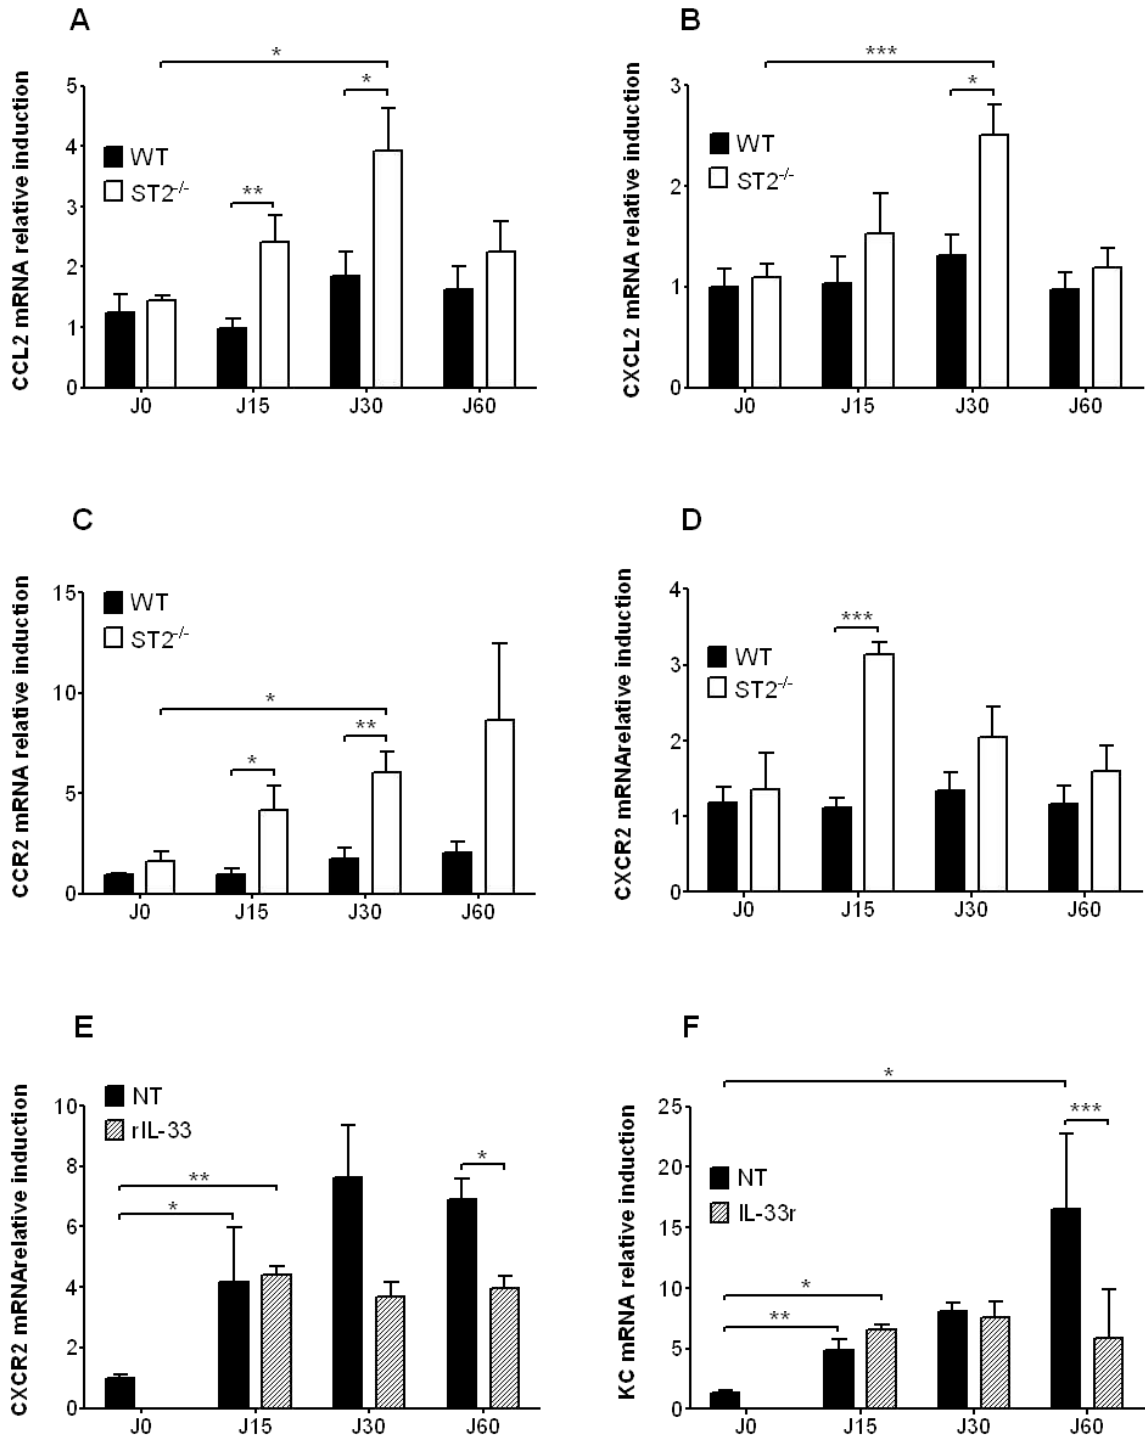 A
CCL2 mRNA relative induction
*
*
**
WT
ST2-/-
5
4
3
2
1
0
J0 J15 J30 J60
B
CXCL2 mRNA relative induction
***
*
WT
ST2-/-
3
2
1
0
J0 J15 J30 J60
C
CCR2 mRNA relative induction
WT
ST2-/-
*
**
*
15
10
5
0
J0 J15 J30 J60
D
CXCR2 mRNArelative induction
***
WT
ST2-/-
4
3
2
1
0
J0 J15 J30 J60
E
CXCR2 mRNArelative induction
NT
rIL-33
**
*
*
10
8
6
4
2
0
J0 J15 J30 J60
F
KC mRNA relative induction
*
***
NT
IL-33r
*
**
25
20
15
10
5
0
J0 J15 J30 J60